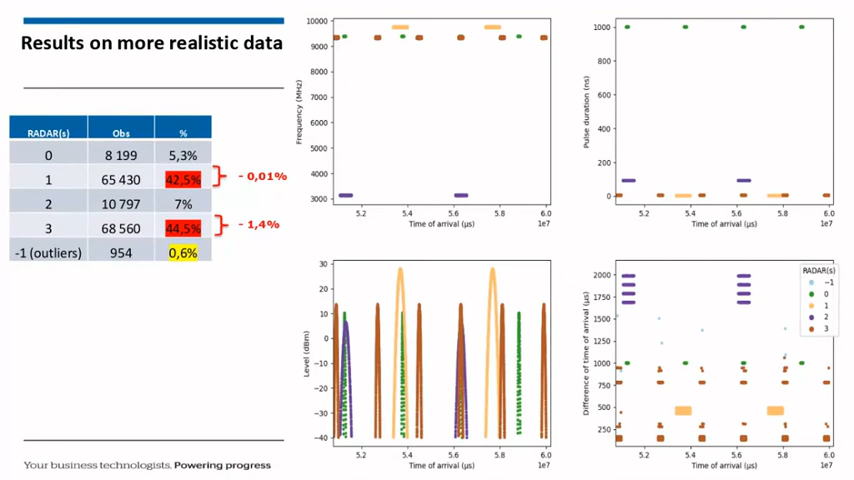 Results on more realistic data
RADAR(s) Obs %
0 8 199 5,3%
1 65 430 42,5%
- 0,01%
2 10 797 7%
3 68 560 44,5%
- 1,4%
-1 (outliers) 954 0,6%
Your business technologists. Powering progress
Frequency (MHz)
10000
9000
8000
7000
6000
5000
4000
3000
5.2 5.4 5.6 5.8 6.0
Time of arrival (µs) 1e7
Pulse duration (ns)
1000
800
600
400
200
0
5.2 5.4 5.6 5.8 6.0
Time of arrival (µs) 1e7
Level (dBm)
30
20
10
0
−10
−20
−30
−40
5.2 5.4 5.6 5.8 6.0
Time of arrival (µs) 1e7
Difference of time of arrival (µs)
2000
1750
1500
1250
1000
750
500
250
5.2 5.4 5.6 5.8 6.0
Time of arrival (µs) 1e7
RADAR(s)
−1
0
1
2
3